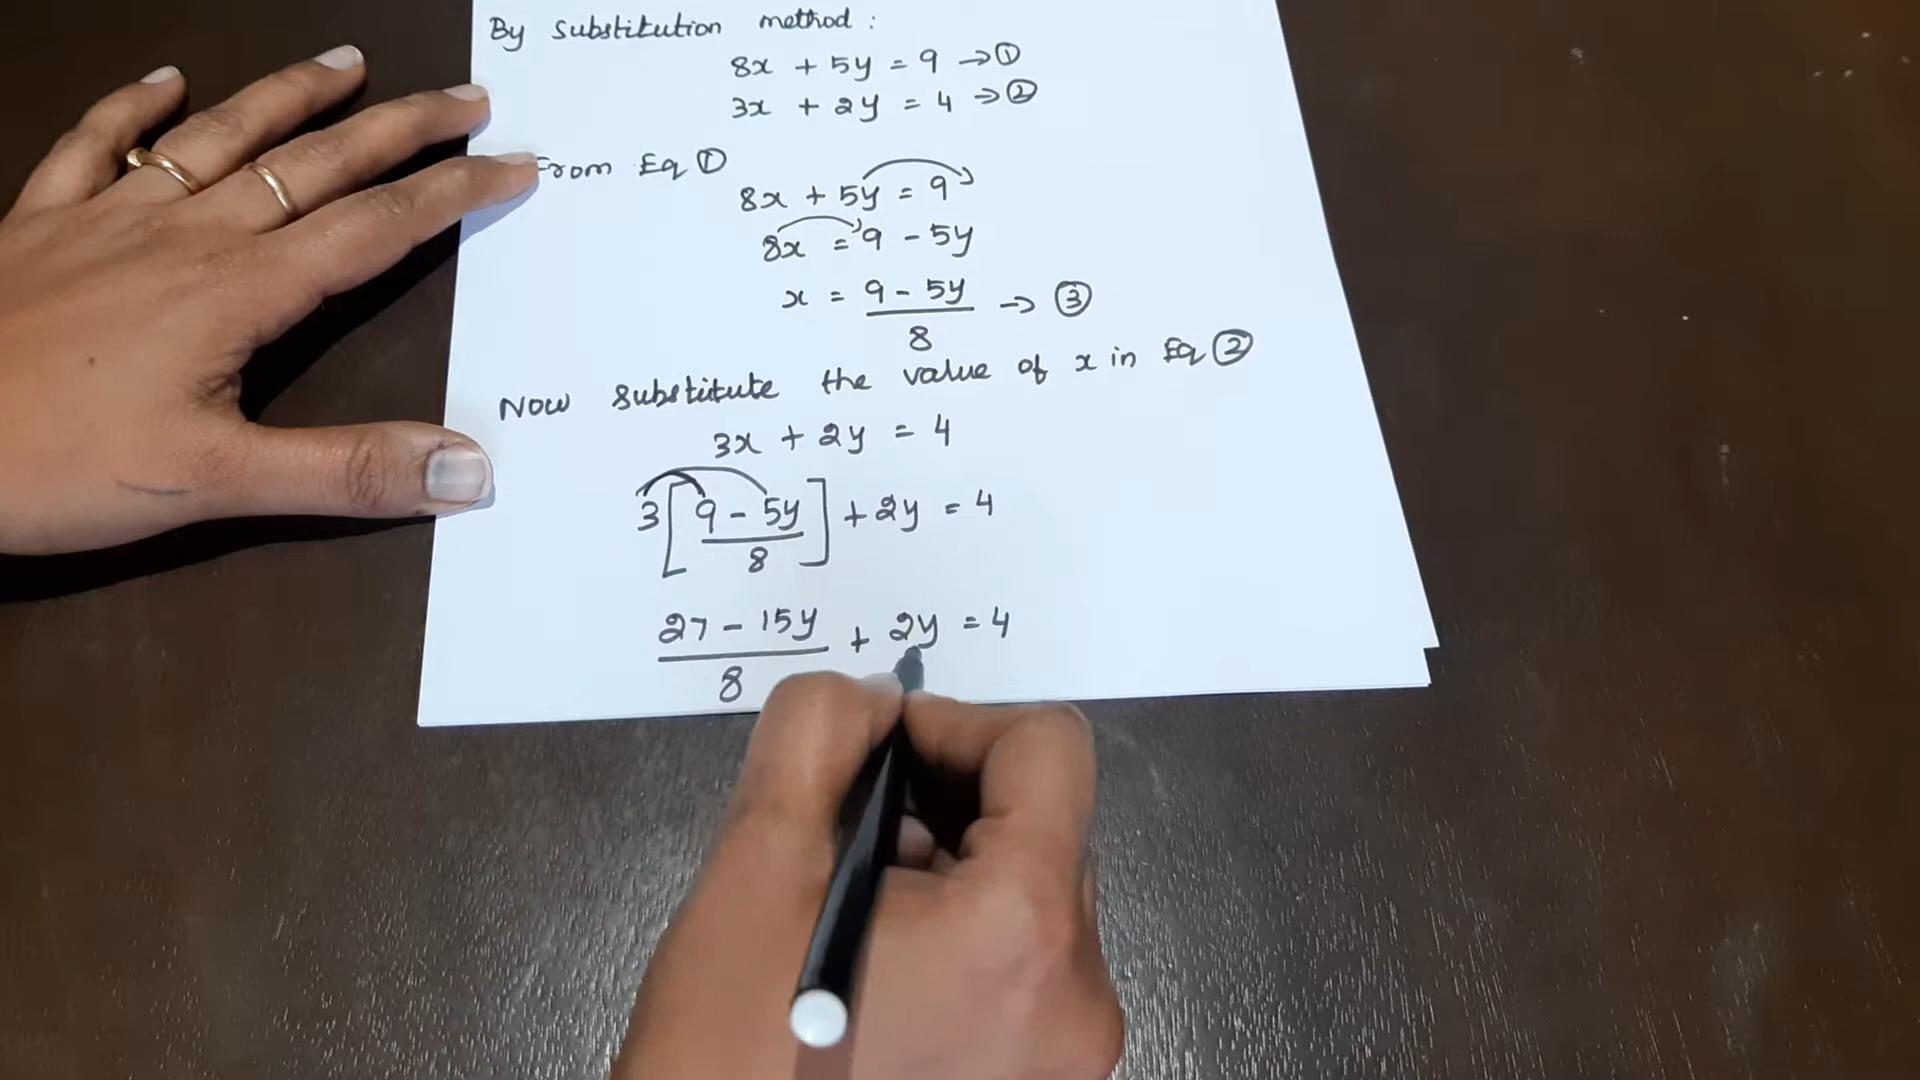 By substitution method :
8x + 5y = 9 → ①
3x + 2y = 4 → ②
From Eq ①
8x + 5y = 9
8x = 9 - 5y
x = 9 - 5y / 8 → ③
Now substitute the value of x in Eq ②
3x + 2y = 4
3[9 - 5y / 8] + 2y = 4
27 - 15y / 8 + 2y = 4